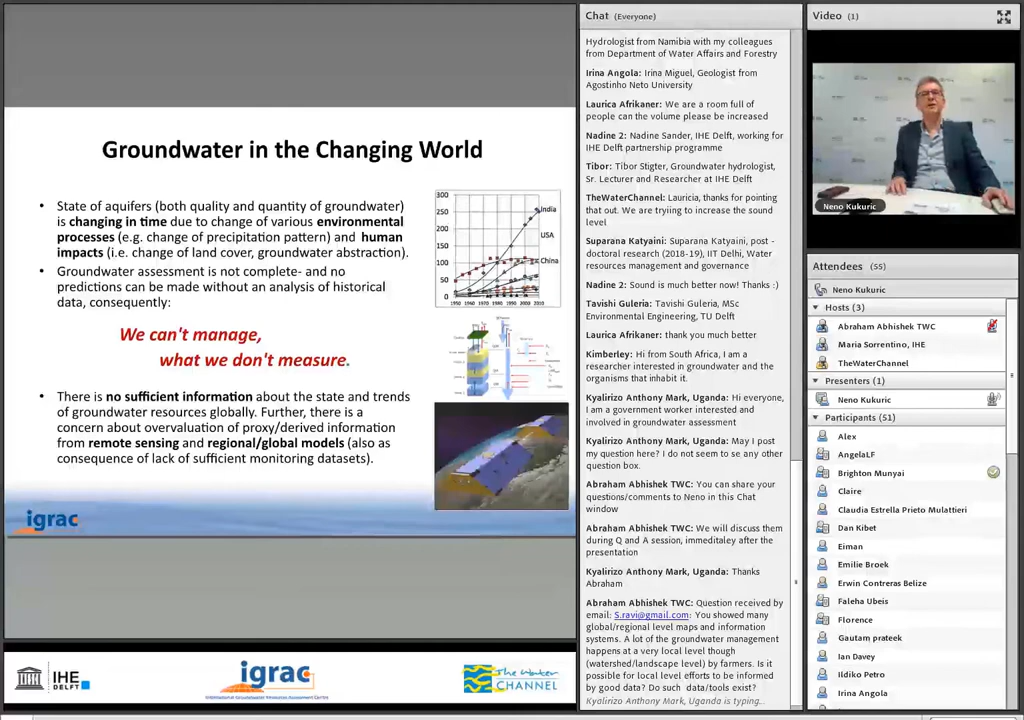 Groundwater in the Changing World
• State of aquifers (both quality and quantity of groundwater)
is changing in time due to change of various environmental
processes (e.g. change of precipitation pattern) and human
impacts (i.e. change of land cover, groundwater abstraction).
• Groundwater assessment is not complete- and no
predictions can be made without an analysis of historical
data, consequently:
We can't manage,
what we don't measure.
• There is no sufficient information about the state and trends
of groundwater resources globally. Further, there is a
concern about overvaluation of proxy/derived information
from remote sensing and regional/global models (also as
consequence of lack of sufficient monitoring datasets).
300
250
200
150
100
50
0
India
USA
China
1950 1960 1970 1980 1990 2000 2010
igrac
IHE
DELFT
igrac
International Groundwater Resources Assessment Centre
The Water
CHANNEL
Chat (Everyone)
Hydrologist from Namibia with my colleagues
from Department of Water Affairs and Forestry
Irina Angola: Irina Miguel, Geologist from
Agostinho Neto University
Laurica Afrikaner: We are a room full of
people can the volume please be increased
Nadine 2: Nadine Sander, IHE Delft, working for
IHE Delft partnership programme
Tibor: Tibor Stigter, Groundwater hydrologist,
Sr. Lecturer and Researcher at IHE Delft
TheWaterChannel: Lauricia, thanks for pointing
that out. We are tryiing to increase the sound
level
Suparana Katyaini: Suparana Katyaini, post -
doctoral research (2018-19), IIT Delhi, Water
resources management and governance
Nadine 2: Sound is much better now! Thanks :)
Tavishi Guleria: Tavishi Guleria, MSc
Environmental Engineering, TU Delft
Laurica Afrikaner: thank you much better
Kimberley: Hi from South Africa, I am a
researcher interested in groundwater and the
organisms that inhabit it.
Kyalirizo Anthony Mark, Uganda: Hi everyone,
I am a government worker interested and
involved in groundwater assessment
Kyalirizo Anthony Mark, Uganda: May I post
my question here? I do not seem to se any other
question box.
Abraham Abhishek TWC: You can share your
questions/comments to Neno in this Chat
window
Abraham Abhishek TWC: We will discuss them
during Q and A session, immeditaley after the
presentation
Kyalirizo Anthony Mark, Uganda: Thanks
Abraham
Abraham Abhishek TWC: Question received by
email: S.ravi@gmail.com: You showed many
global/regional level maps and information
systems. A lot of the groundwater management
happens at a very local level though
(watershed/landscape level) by farmers. Is it
possible for local level efforts to be informed
by good data? Do such data/tools exist?
Kyalirizo Anthony Mark, Uganda is typing...
Video (1)
Neno Kukuric
Attendees (55)
Neno Kukuric
Hosts (3)
Abraham Abhishek TWC
Maria Sorrentino, IHE
TheWaterChannel
Presenters (1)
Neno Kukuric
Participants (51)
Alex
AngelaLF
Brighton Munyai
Claire
Claudia Estrella Prieto Mulattieri
Dan Kibet
Eiman
Emilie Broek
Erwin Contreras Belize
Faleha Ubeis
Florence
Gautam prateek
Ian Davey
Ildiko Petro
Irina Angola